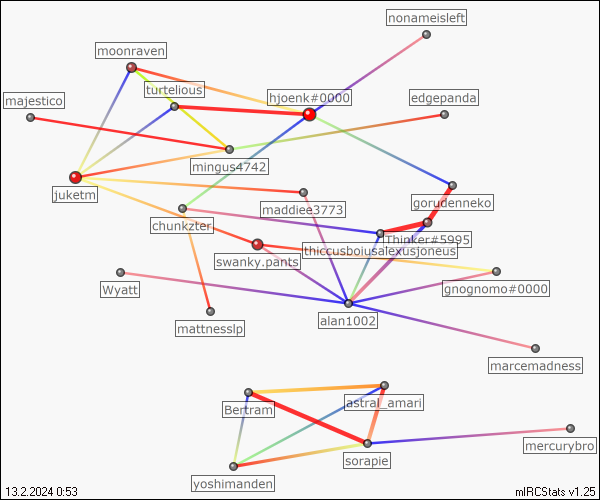 nonameisleft
moonraven
turtelious
hjoenk#0000
edgepanda
majestico
mingus4742
juketm
maddiee3773
gorudenneko
chunkzter
Thinker#5995
thicusboiusalexusjoneus
swanky.pants
Wyatt
gnognomo#0000
mattnesslp
alan1002
marcemadness
Bertram
astral_amari
mercurybro
sorapie
yoshimanden
13.2.2024 0:53
mIRCStats v1.25